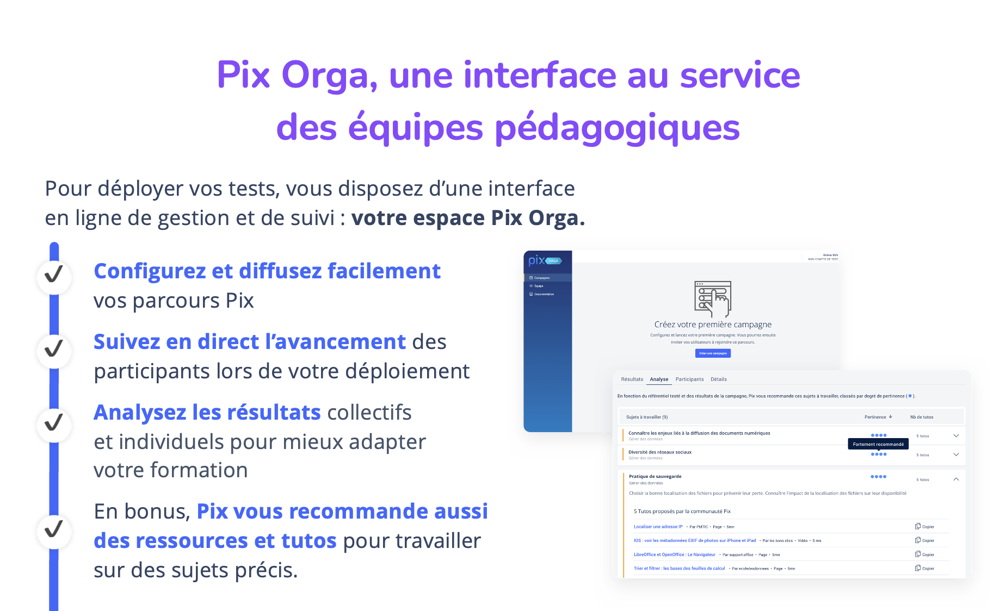 Pix Orga, une interface au service
des équipes pédagogiques
Pour déployer vos tests, vous disposez d’une interface
en ligne de gestion et de suivi : votre espace Pix Orga.
Configurez et diffusez facilement
vos parcours Pix
Suivez en direct l’avancement des
participants lors de votre déploiement
Analysez les résultats collectifs
et individuels pour mieux adapter
votre formation
En bonus, Pix vous recommande aussi
des ressources et tutos pour travailler
sur des sujets précis.
pix ORGA
Emma DUV
MON COMPTE DE TEST
Campagnes
Équipe
Documentation
Créez votre première campagne
Configurez et lancez votre première campagne. Vous pourrez ensuite
inviter vos utilisateurs à rejoindre ce parcours.
Créer une campagne
Résultats Analyse Participants Détails
En fonction du référentiel testé et des résultats de la campagne, Pix vous recommande ces sujets à travailler, classés par degré de pertinence ( ).
Sujets à travailler (9) Pertinence Nb de tutos
Connaître les enjeux liés à la diffusion des documents numériques
Gérer des données
5 tutos
Fortement recommandé
Diversité des réseaux sociaux
Gérer des données
5 tutos
Pratique de sauvegarde
Gérer des données
5 tutos
Choisir la bonne localisation des fichiers pour prévenir leur perte. Connaître l'impact de la localisation des fichiers sur leur disponibilité
5 Tutos proposés par la communauté Pix
Localiser une adresse IP • Par PMTIC • Page • 5mn Copier
IOS : voir les métadonnées EXIF de photos sur iPhone et iPad • Par les bons clics • Vidéo • 5 mn Copier
LibreOffice et OpenOffice : Le Navigateur • Par support.office • Page • 5mn Copier
Trier et filtrer : les bases des feuilles de calcul • Par ecoledesdonnees • Page • 5mn Copier